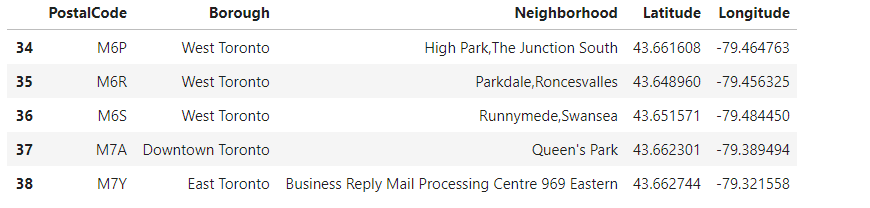 PostalCode Borough Neighborhood Latitude Longitude
34 M6P West Toronto High Park,The Junction South 43.661608 -79.464763
35 M6R West Toronto Parkdale,Roncesvalles 43.648960 -79.456325
36 M6S West Toronto Runnymede,Swansea 43.651571 -79.484450
37 M7A Downtown Toronto Queen's Park 43.662301 -79.389494
38 M7Y East Toronto Business Reply Mail Processing Centre 969 Eastern 43.662744 -79.321558